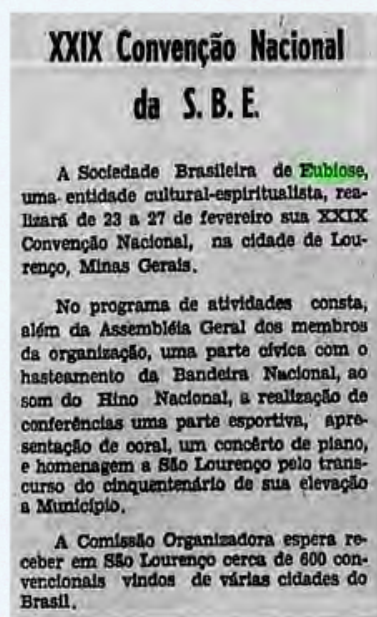 XXIX Convenção Nacional
da S. B. E.
A Sociedade Brasileira de Eubiose,
uma entidade cultural-espiritualista, rea-
lizará de 23 a 27 de fevereiro sua XXIX
Convenção Nacional, na cidade de Lou-
renço, Minas Gerais.
No programa de atividades consta,
além da Assembléia Geral dos membros
da organização, uma parte cívica com o
hasteamento da Bandeira Nacional, ao
som do Hino Nacional, a realização de
conferências uma parte esportiva, apre-
sentação de coral, um concêrto de piano,
e homenagem a São Lourenço pelo trans-
curso do cinquentenário de sua elevação
a Município.
A Comissão Organizadora espera re-
ceber em São Lourenço cerca de 600 con-
vencionais vindos de várias cidades do
Brasil.